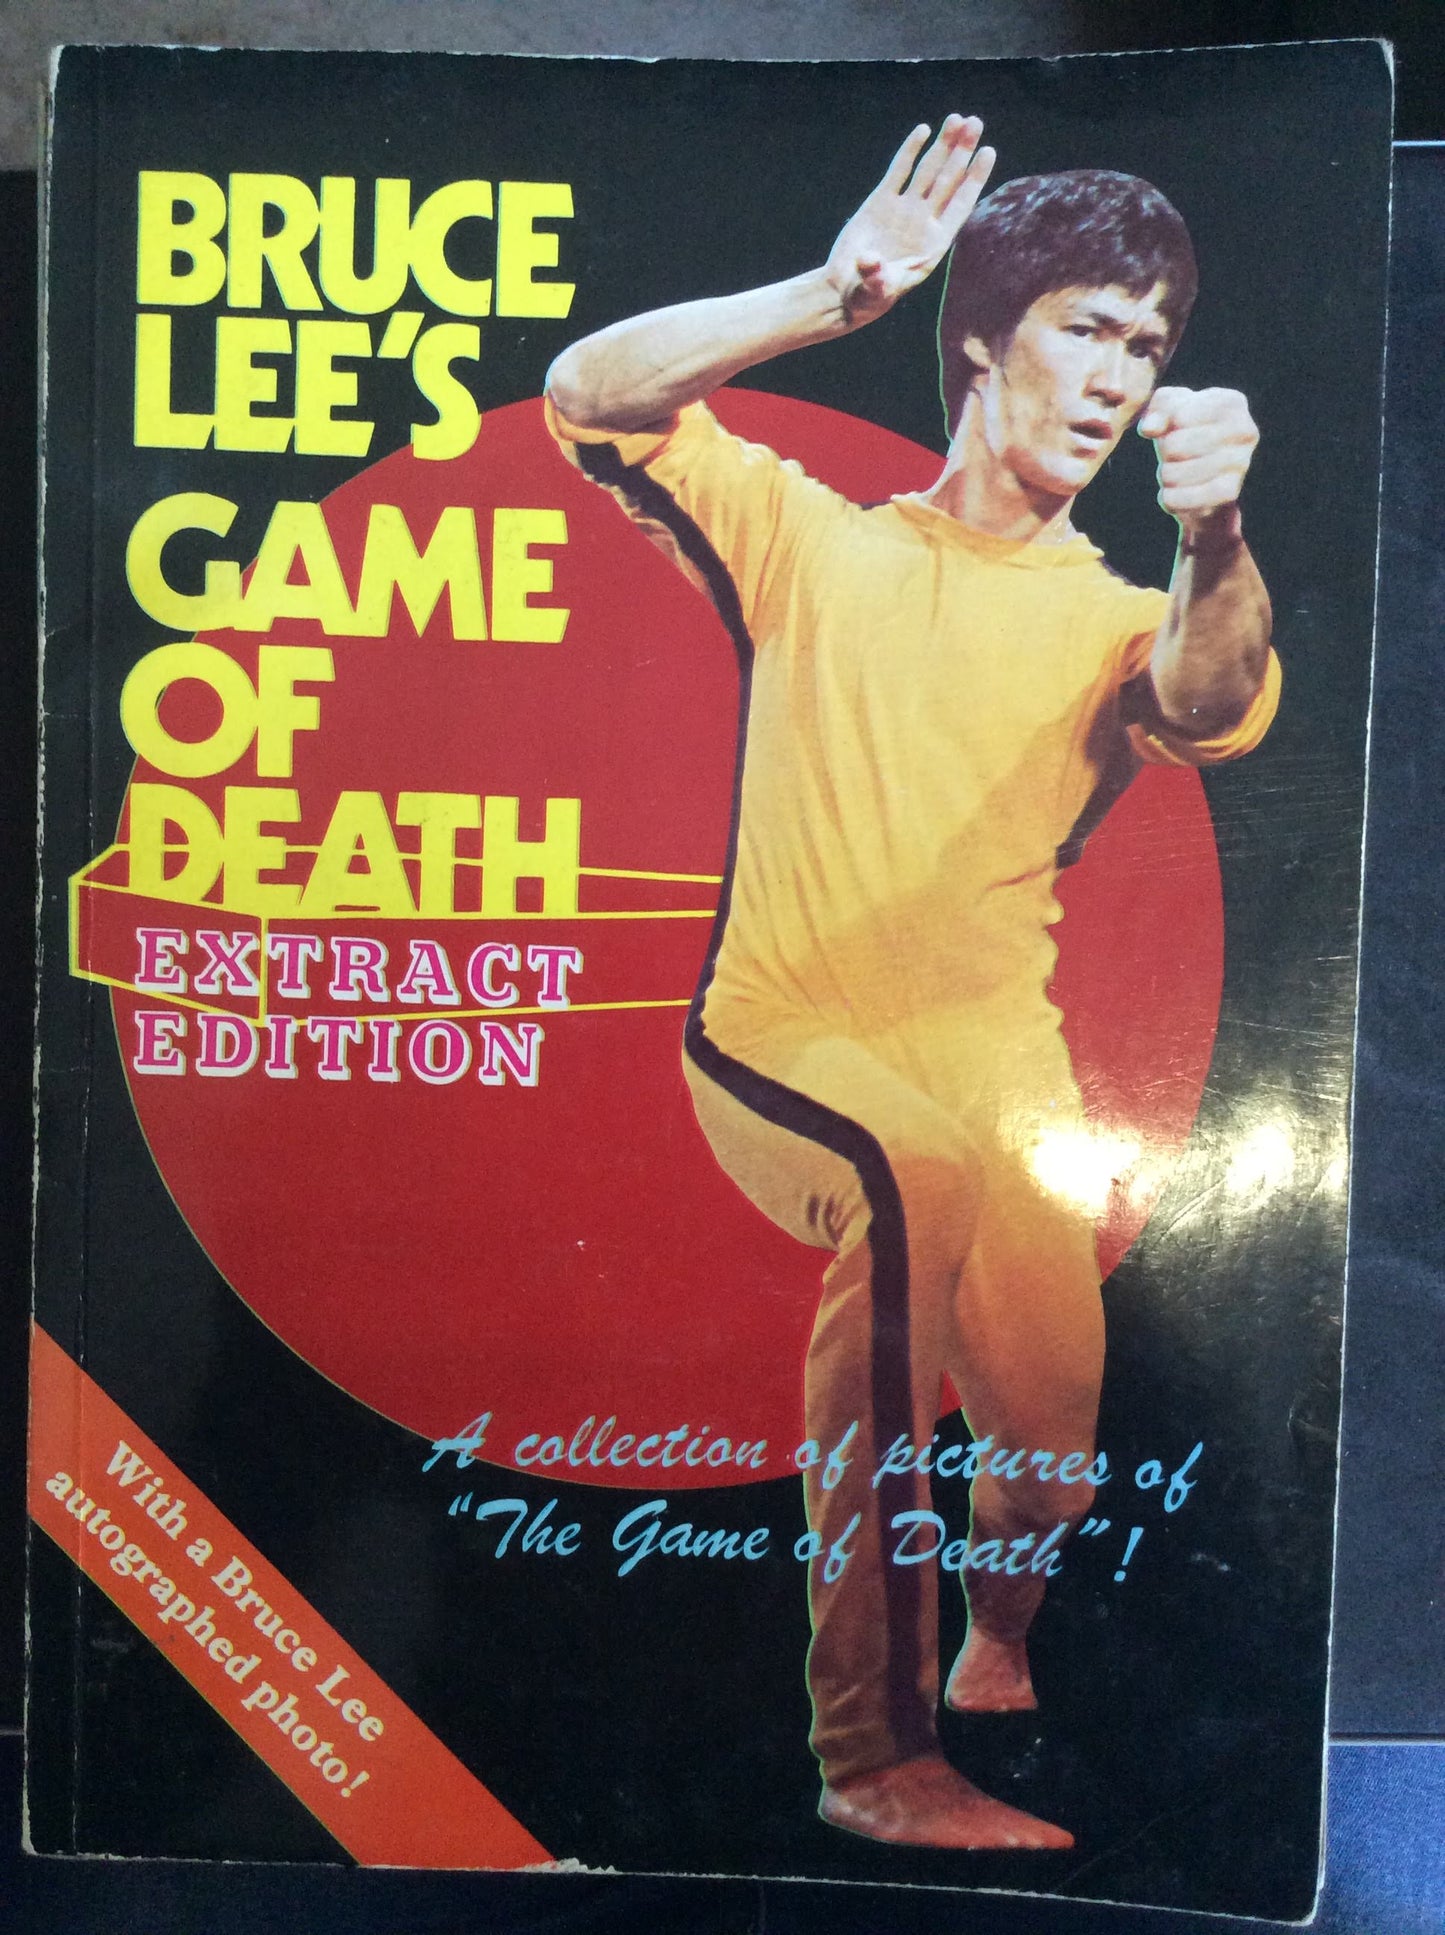 BRUCE
LEE'S
GAME
OF
DEATH
EXTRACT
EDITION
A collection of pictures of
"The Game of Death"!
With a Bruce Lee
autographed photo!